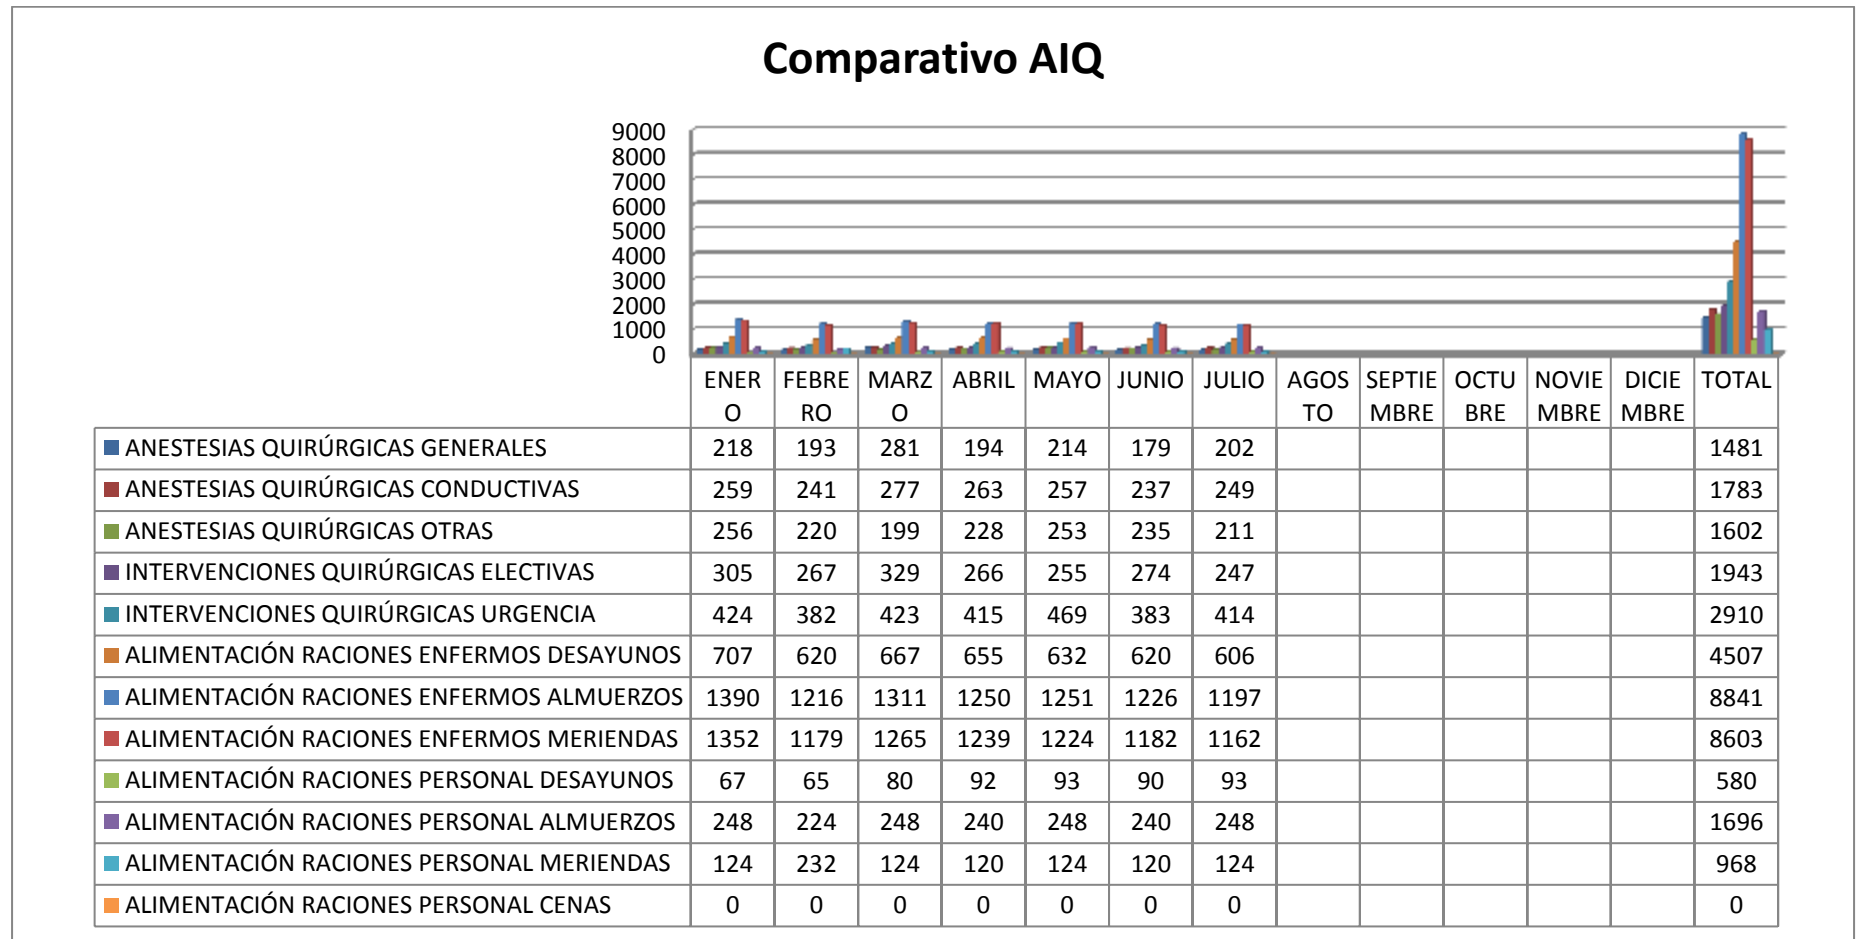 Comparativo AIQ
9000
8000
7000
6000
5000
4000
3000
2000
1000
0
ENER FEBRE MARZ ABRIL MAYO JUNIO JULIO AGOS SEPTIE OCTU NOVIE DICIE TOTAL
O RO O TO MBRE BRE MBRE MBRE
ANESTESIAS QUIRÚRGICAS GENERALES 218 193 281 194 214 179 202 1481
ANESTESIAS QUIRÚRGICAS CONDUCTIVAS 259 241 277 263 257 237 249 1783
ANESTESIAS QUIRÚRGICAS OTRAS 256 220 199 228 253 235 211 1602
INTERVENCIONES QUIRÚRGICAS ELECTIVAS 305 267 329 266 255 274 247 1943
INTERVENCIONES QUIRÚRGICAS URGENCIA 424 382 423 415 469 383 414 2910
ALIMENTACIÓN RACIONES ENFERMOS DESAYUNOS 707 620 667 655 632 620 606 4507
ALIMENTACIÓN RACIONES ENFERMOS ALMUERZOS 1390 1216 1311 1250 1251 1226 1197 8841
ALIMENTACIÓN RACIONES ENFERMOS MERIENDAS 1352 1179 1265 1239 1224 1182 1162 8603
ALIMENTACIÓN RACIONES PERSONAL DESAYUNOS 67 65 80 92 93 90 93 580
ALIMENTACIÓN RACIONES PERSONAL ALMUERZOS 248 224 248 240 248 240 248 1696
ALIMENTACIÓN RACIONES PERSONAL MERIENDAS 124 232 124 120 124 120 124 968
ALIMENTACIÓN RACIONES PERSONAL CENAS 0 0 0 0 0 0 0 0